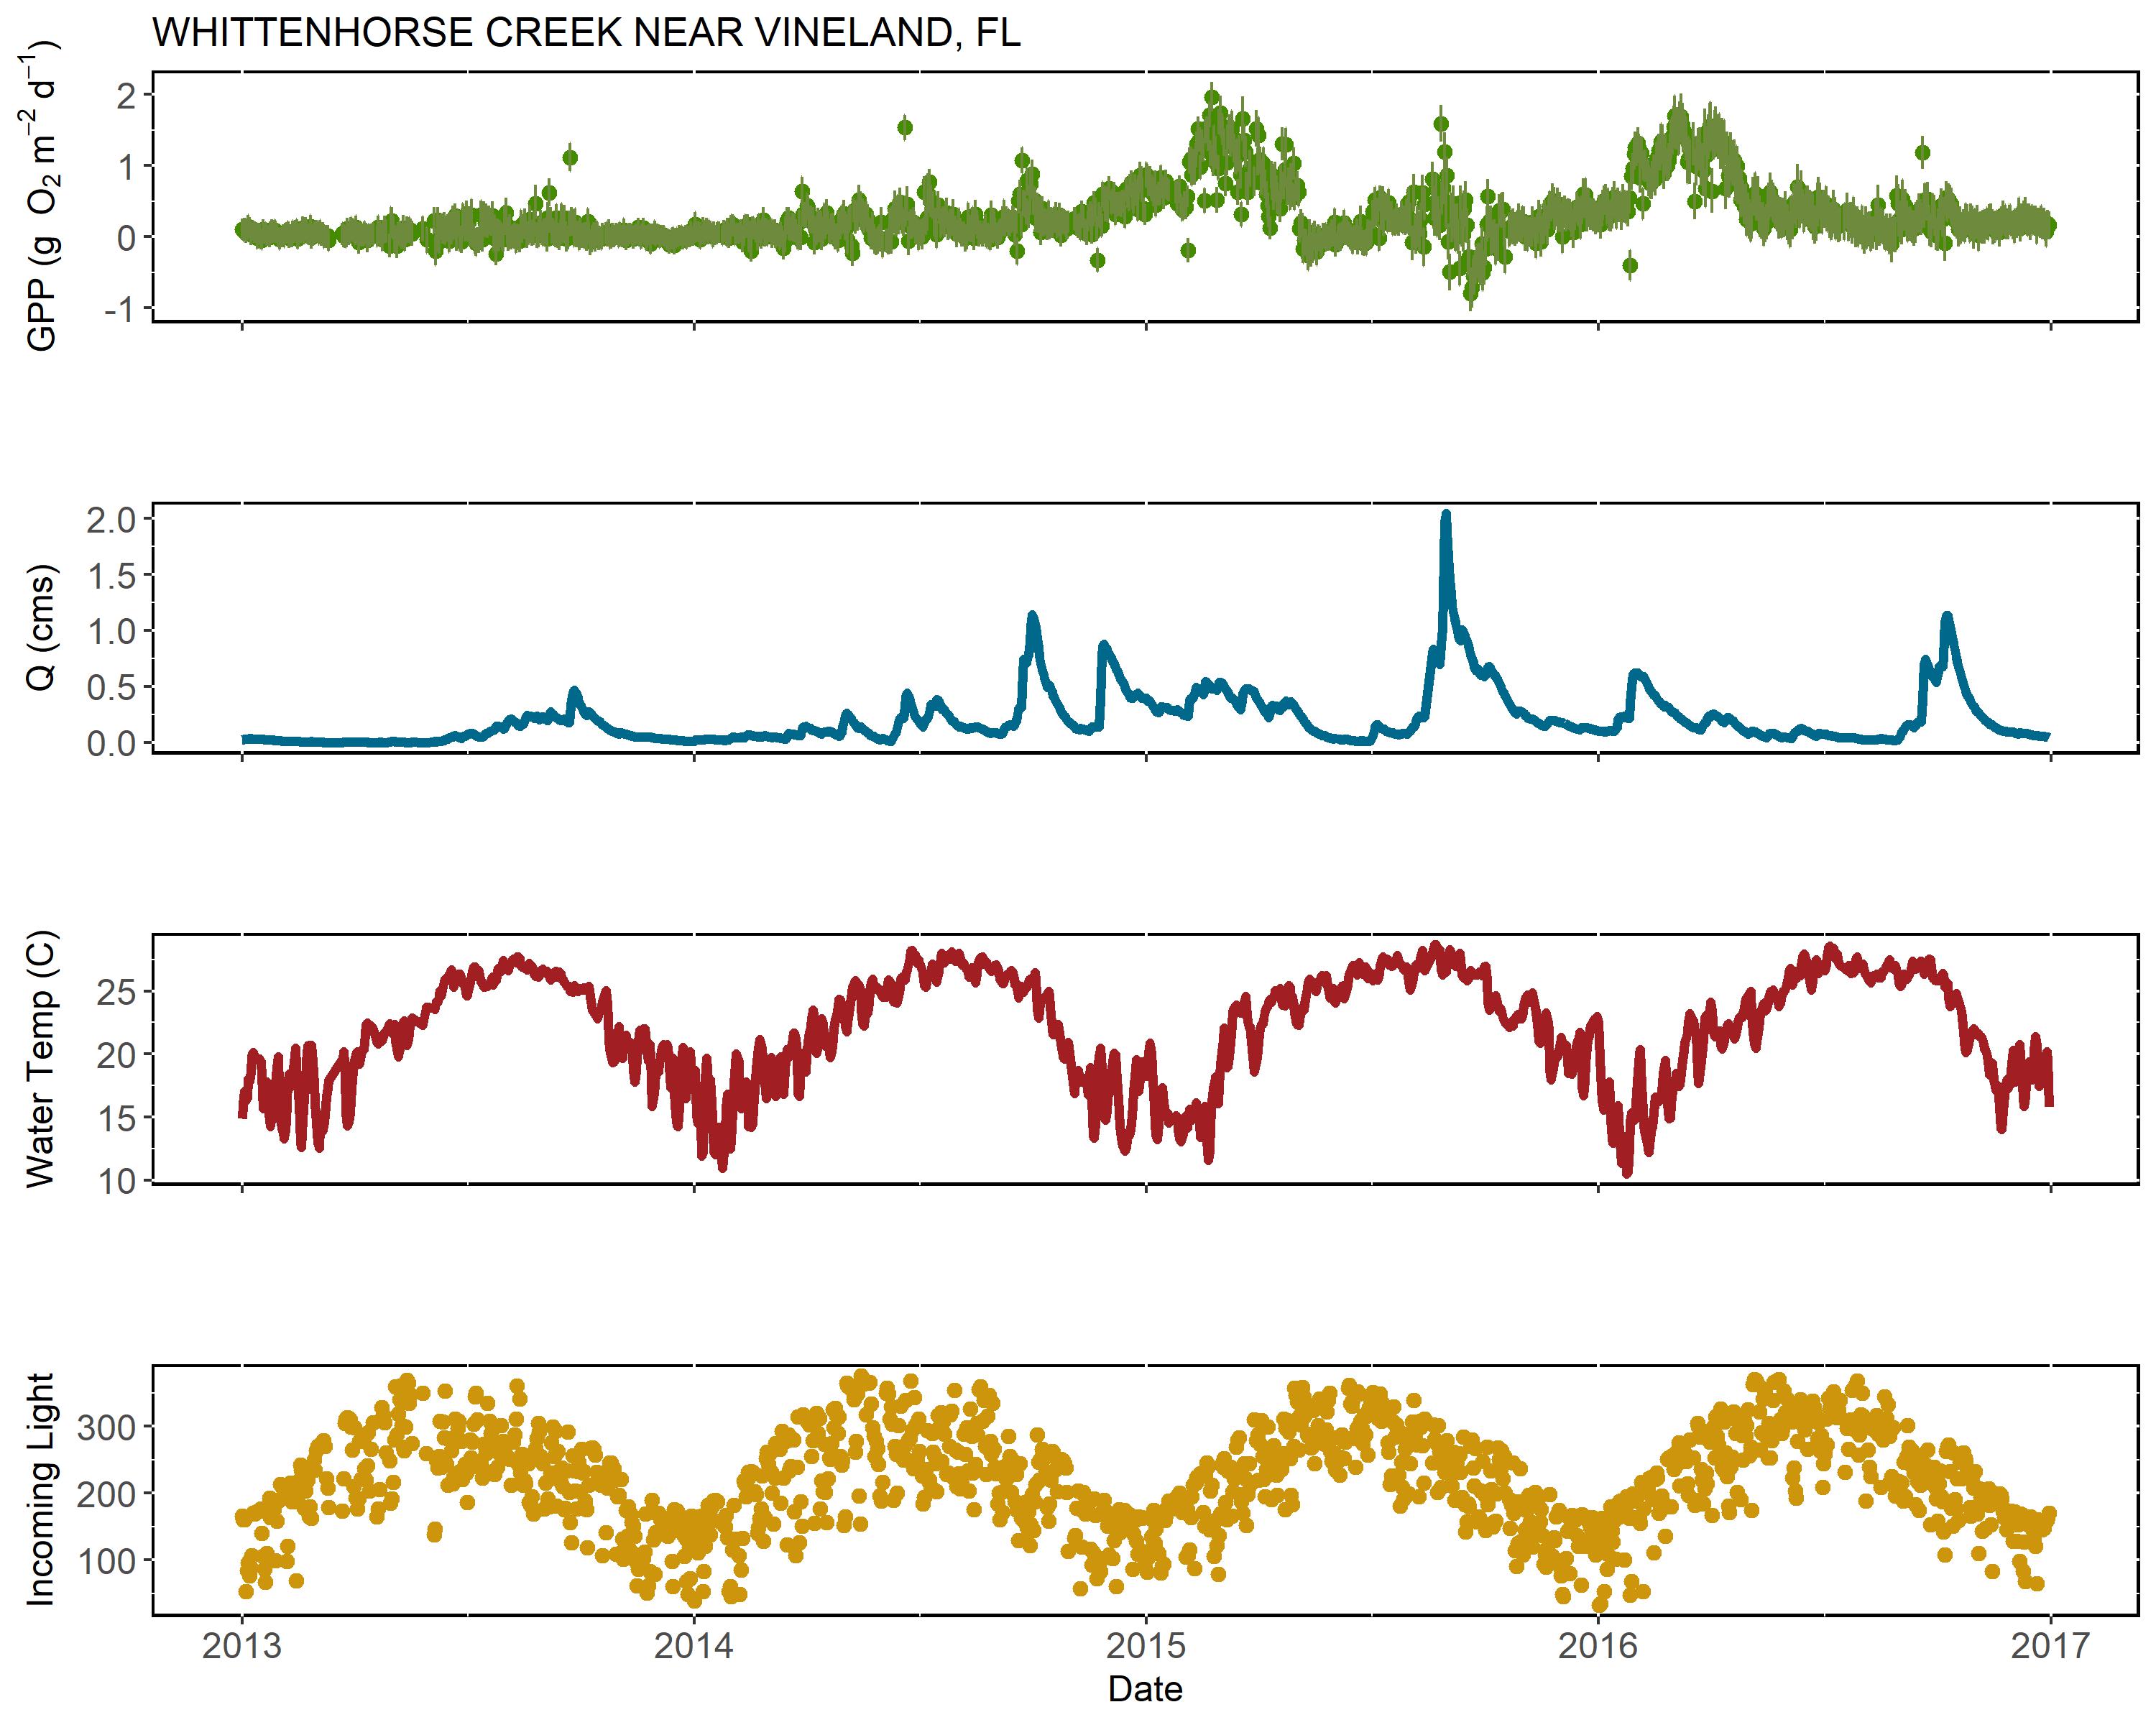 WHITTENHORSE CREEK NEAR VINELAND, FL
GPP (g O₂ m⁻² d⁻¹)
2
1
0
-1
Q (cms)
2.0
1.5
1.0
0.5
0.0
Water Temp (C)
25
20
15
10
Incoming Light
300
200
100
2013 2014 2015 2016 2017
Date